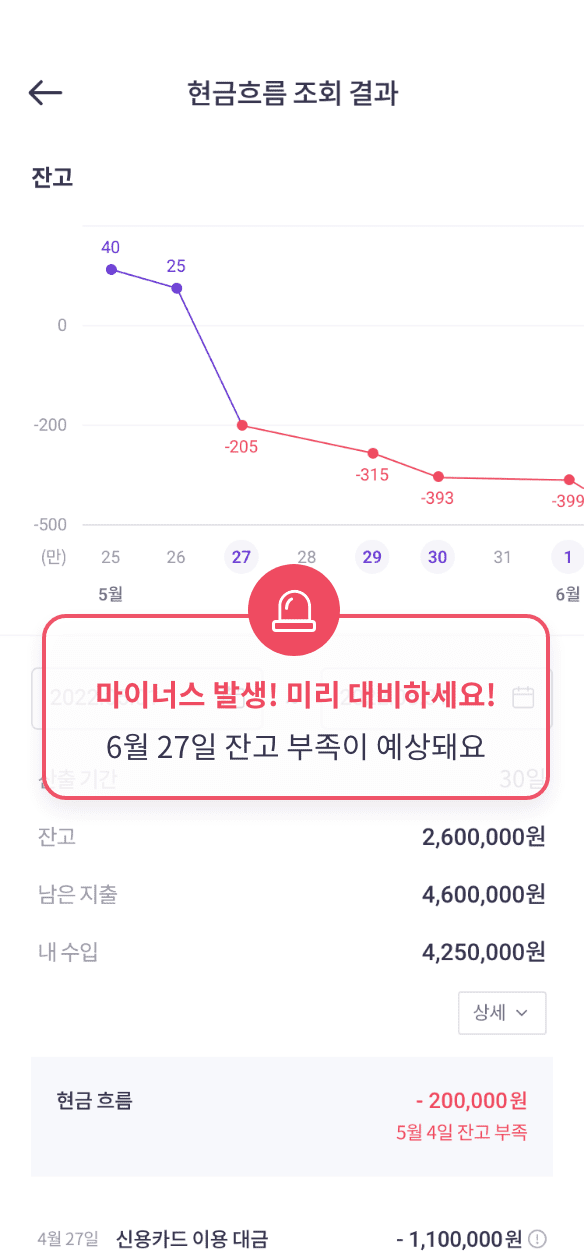 현금흐름 조회 결과
잔고
40
25
0
-200
-205
-315
-393
-399
-500
(만) 25 26 27 28 29 30 31 1
5월 6월
마이너스 발생! 미리 대비하세요!
6월 27일 잔고 부족이 예상돼요
산출 기간 30일
잔고 2,600,000원
남은 지출 4,600,000원
내 수입 4,250,000원
상세
현금 흐름 - 200,000원
5월 4일 잔고 부족
4월 27일 신용카드 이용 대금 - 1,100,000원